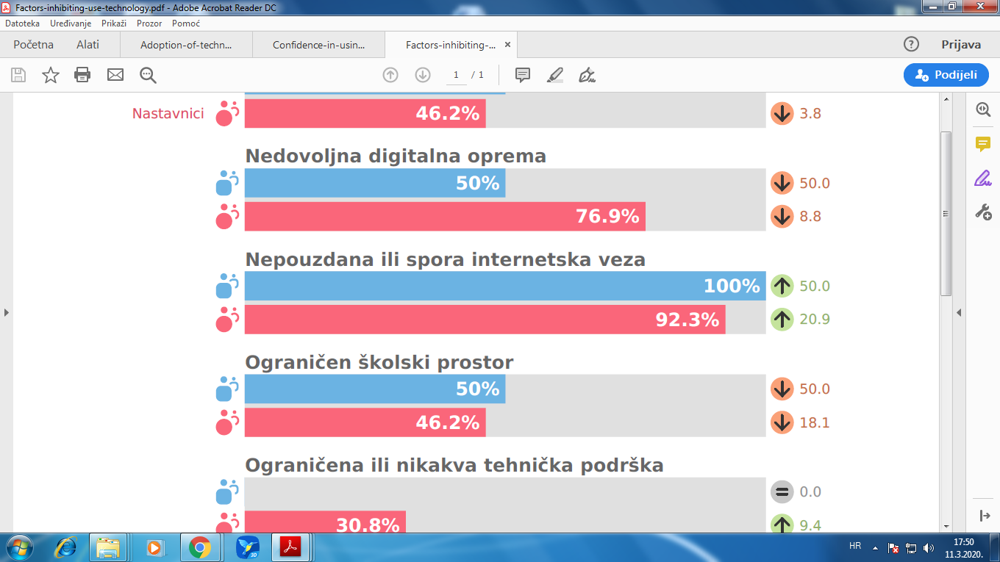 Factors-inhibiting-use-technology.pdf - Adobe Acrobat Reader DC
Datoteka Uređivanje Prikaži Prozor Pomoć
Početna Alati Adoption-of-techn... Confidence-in-usin... Factors-inhibiting-... × ? Prijava
1 / 1 Podijeli
Nastavnici 46.2% 3.8
Nedovoljna digitalna oprema
50% 50.0
76.9% 8.8
Nepouzdana ili spora internetska veza
100% 50.0
92.3% 20.9
Ograničen školski prostor
50% 50.0
46.2% 18.1
Ograničena ili nikakva tehnička podrška
0.0
30.8% 9.4
3D HR 17:50
11.3.2020.